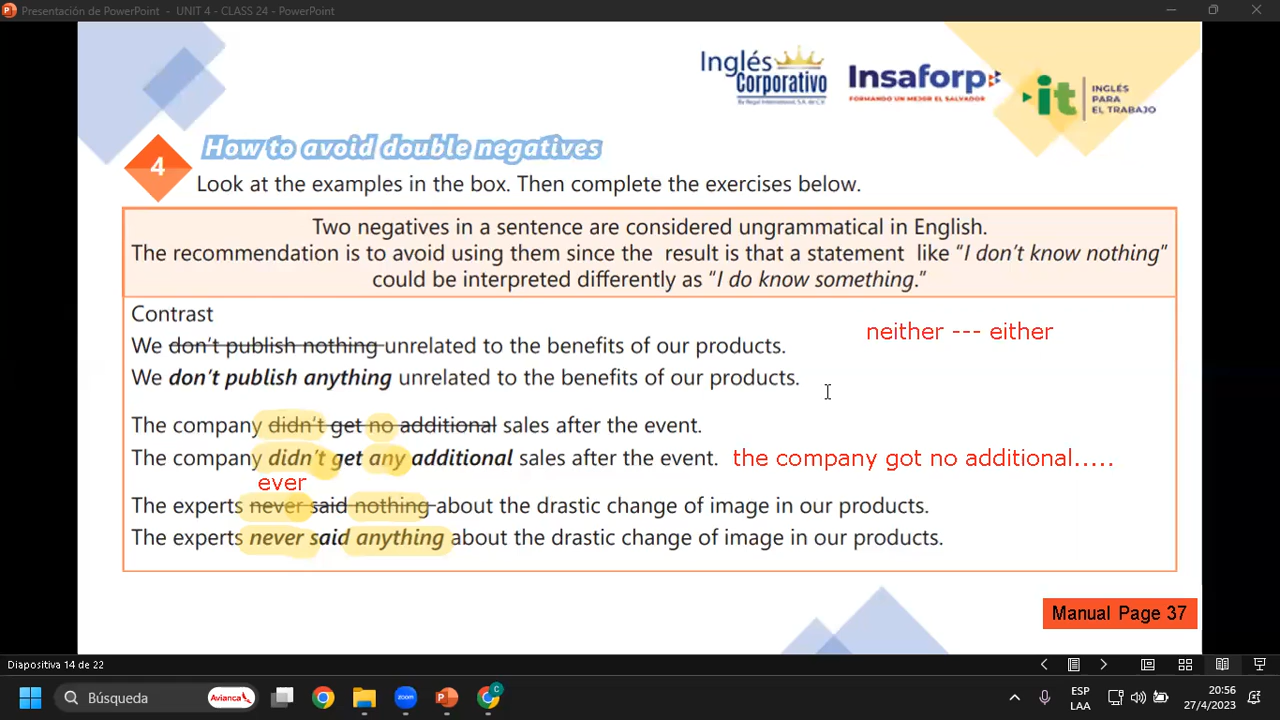 Presentación de PowerPoint - UNIT 4 - CLASS 24 - PowerPoint
Inglés
Corporativo
By Regal International, S.A. de C.V.
Insaforp
FORMANDO UN MEJOR EL SALVADOR
it
INGLÉS
PARA
EL TRABAJO
4
How to avoid double negatives
Look at the examples in the box. Then complete the exercises below.
Two negatives in a sentence are considered ungrammatical in English.
The recommendation is to avoid using them since the result is that a statement like “I don’t know nothing”
could be interpreted differently as “I do know something.”
Contrast
We don’t publish nothing unrelated to the benefits of our products.
neither --- either
We don’t publish anything unrelated to the benefits of our products.
The company didn’t get no additional sales after the event.
The company didn’t get any additional sales after the event.
the company got no additional.....
ever
The experts never said nothing about the drastic change of image in our products.
The experts never said anything about the drastic change of image in our products.
Manual Page 37
Diapositiva 14 de 22
Búsqueda
Avianca
C
ESP
LAA
20:56
27/4/2023